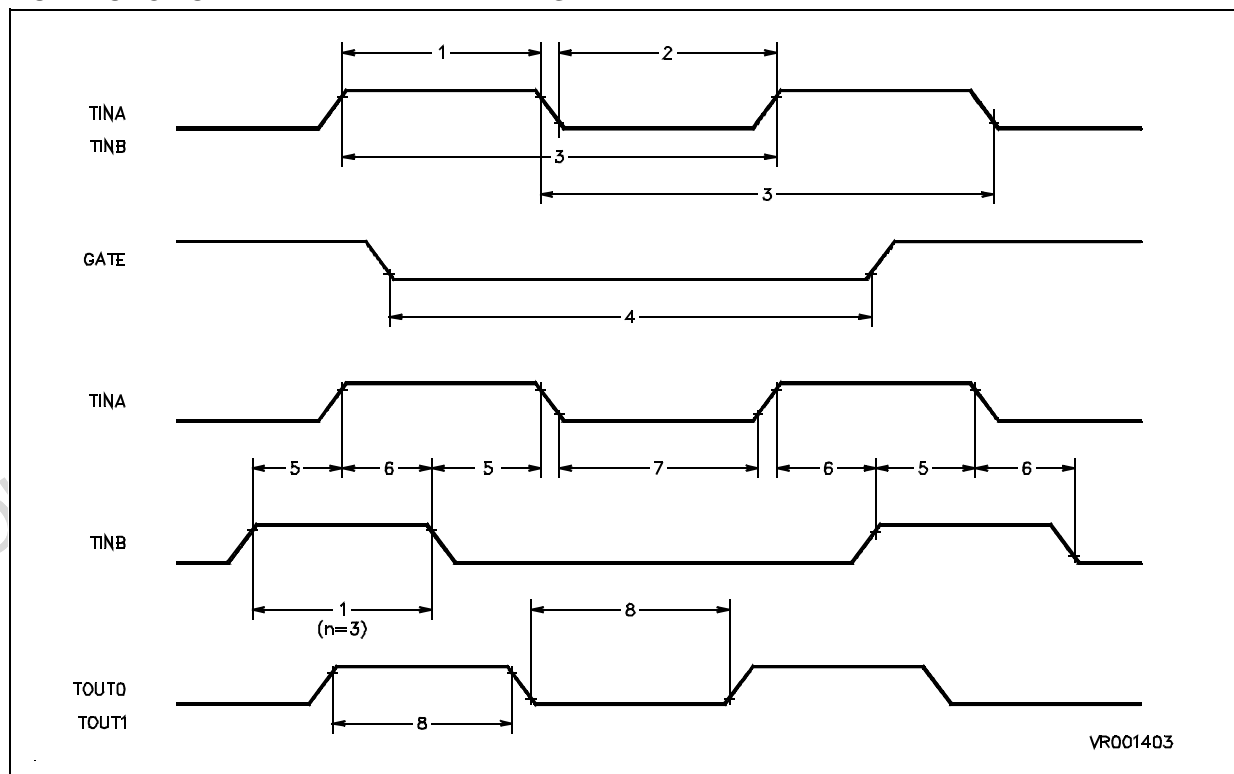 1 2
TINA
TINB
3
3
GATE
4
TINA
5 6 5 7 6 5 6
TINB
1
(n=3)
8
TOUT0
TOUT1
8
VR001403